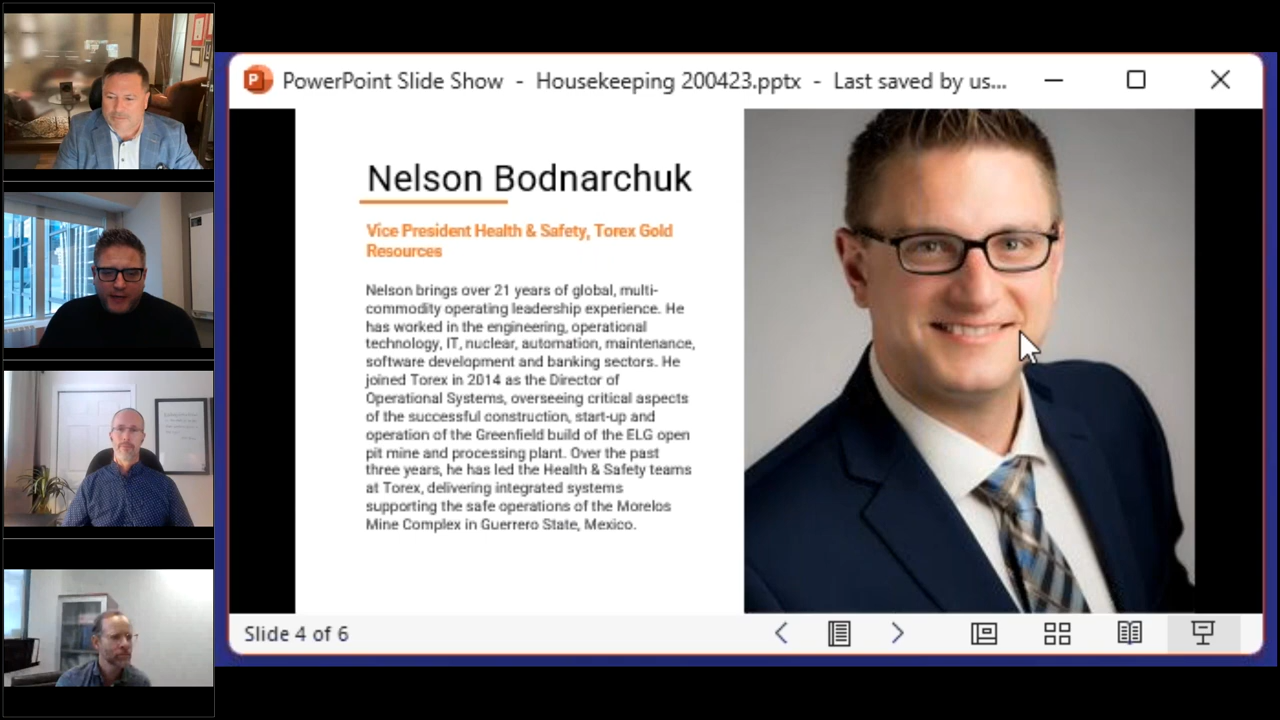 PowerPoint Slide Show - Housekeeping 200423.pptx - Last saved by us...
Nelson Bodnarchuk
Vice President Health & Safety, Torex Gold
Resources
Nelson brings over 21 years of global, multi-
commodity operating leadership experience. He
has worked in the engineering, operational
technology, IT, nuclear, automation, maintenance,
software development and banking sectors. He
joined Torex in 2014 as the Director of
Operational Systems, overseeing critical aspects
of the successful construction, start-up and
operation of the Greenfield build of the ELG open
pit mine and processing plant. Over the past
three years, he has led the Health & Safety teams
at Torex, delivering integrated systems
supporting the safe operations of the Morelos
Mine Complex in Guerrero State, Mexico.
Slide 4 of 6